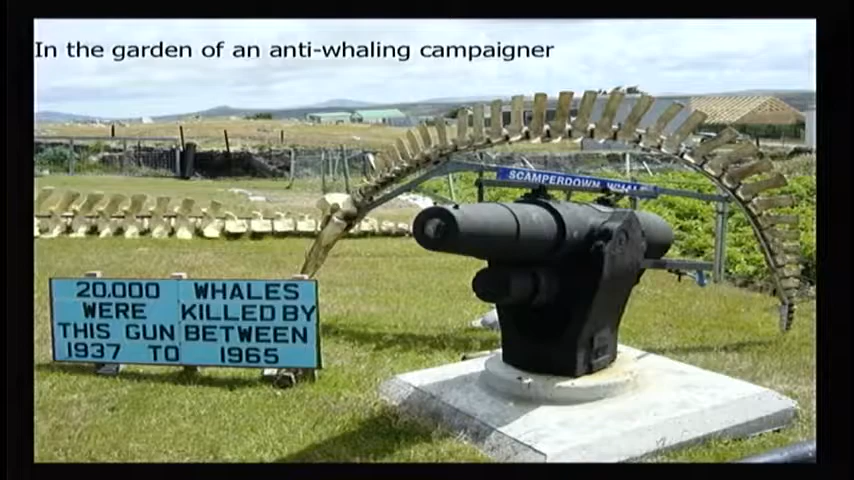 In the garden of an anti-whaling campaigner
SCAMPERDOWN WHALE
20,000 WHALES
WERE KILLED BY
THIS GUN BETWEEN
1937 TO 1965